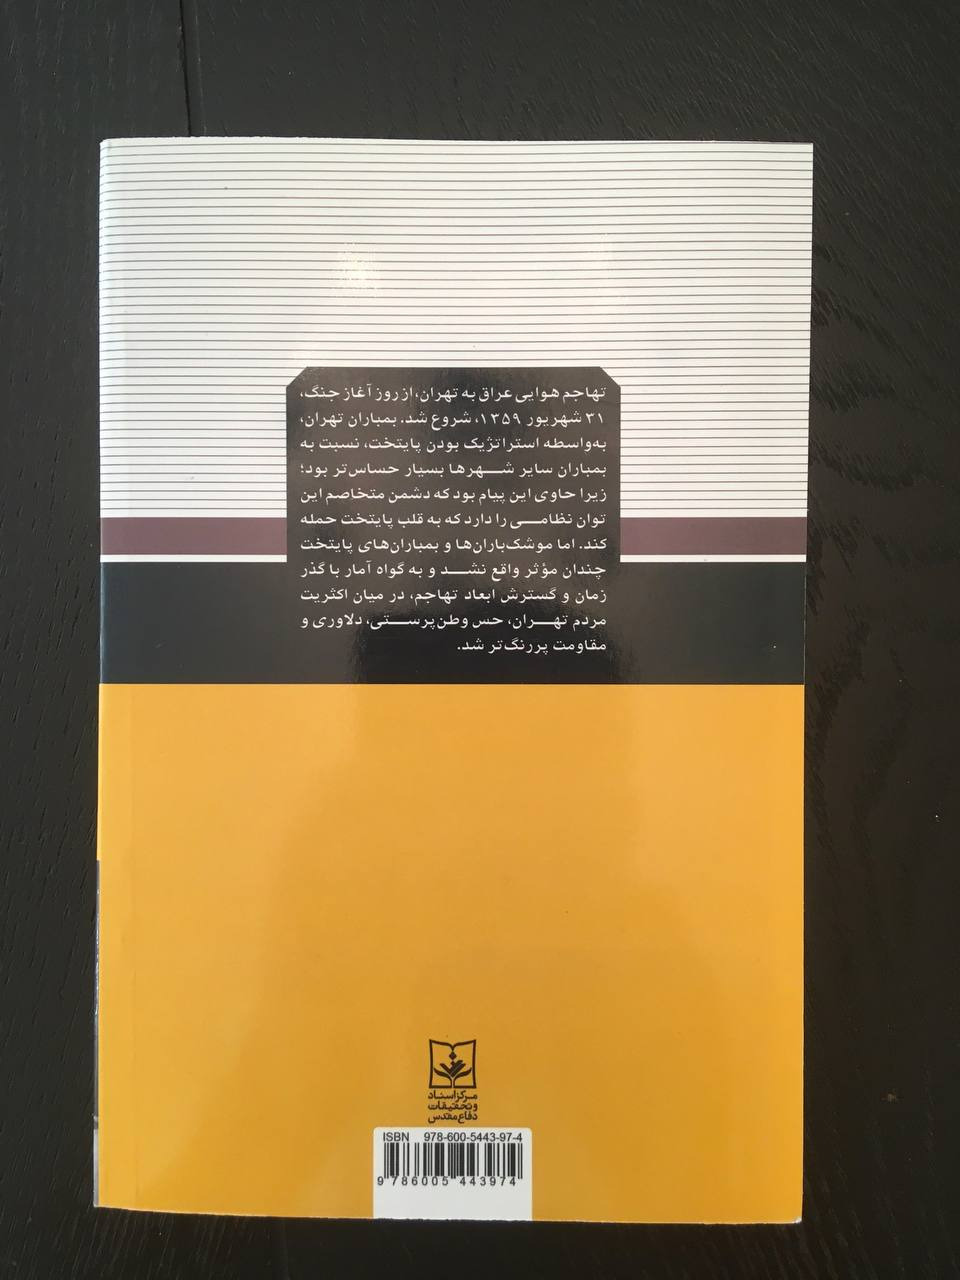 تهاجم هوایی عراق به تهران، از روز آغاز جنگ،
۳۱ شهریور ۱۳۵۹، شروع شد. بمباران تهران،
به‌واسطه استراتژیک بودن پایتخت، نسبت به
بمباران سایر شهرها بسیار حساس‌تر بود؛
زیرا حاوی این پیام بود که دشمن متخاصم این
توان نظامی را دارد که به قلب پایتخت حمله
کند. اما موشک‌باران‌ها و بمباران‌های پایتخت
چندان مؤثر واقع نشد و به گواه آمار با گذر
زمان و گسترش ابعاد تهاجم، در میان اکثریت
مردم تهران، حس وطن‌پرستی، دلاوری و
مقاومت پررنگ‌تر شد.
مرکز اسناد
و تحقیقات
دفاع مقدس
ISBN 978-600-5443-97-4
9 786005 443974